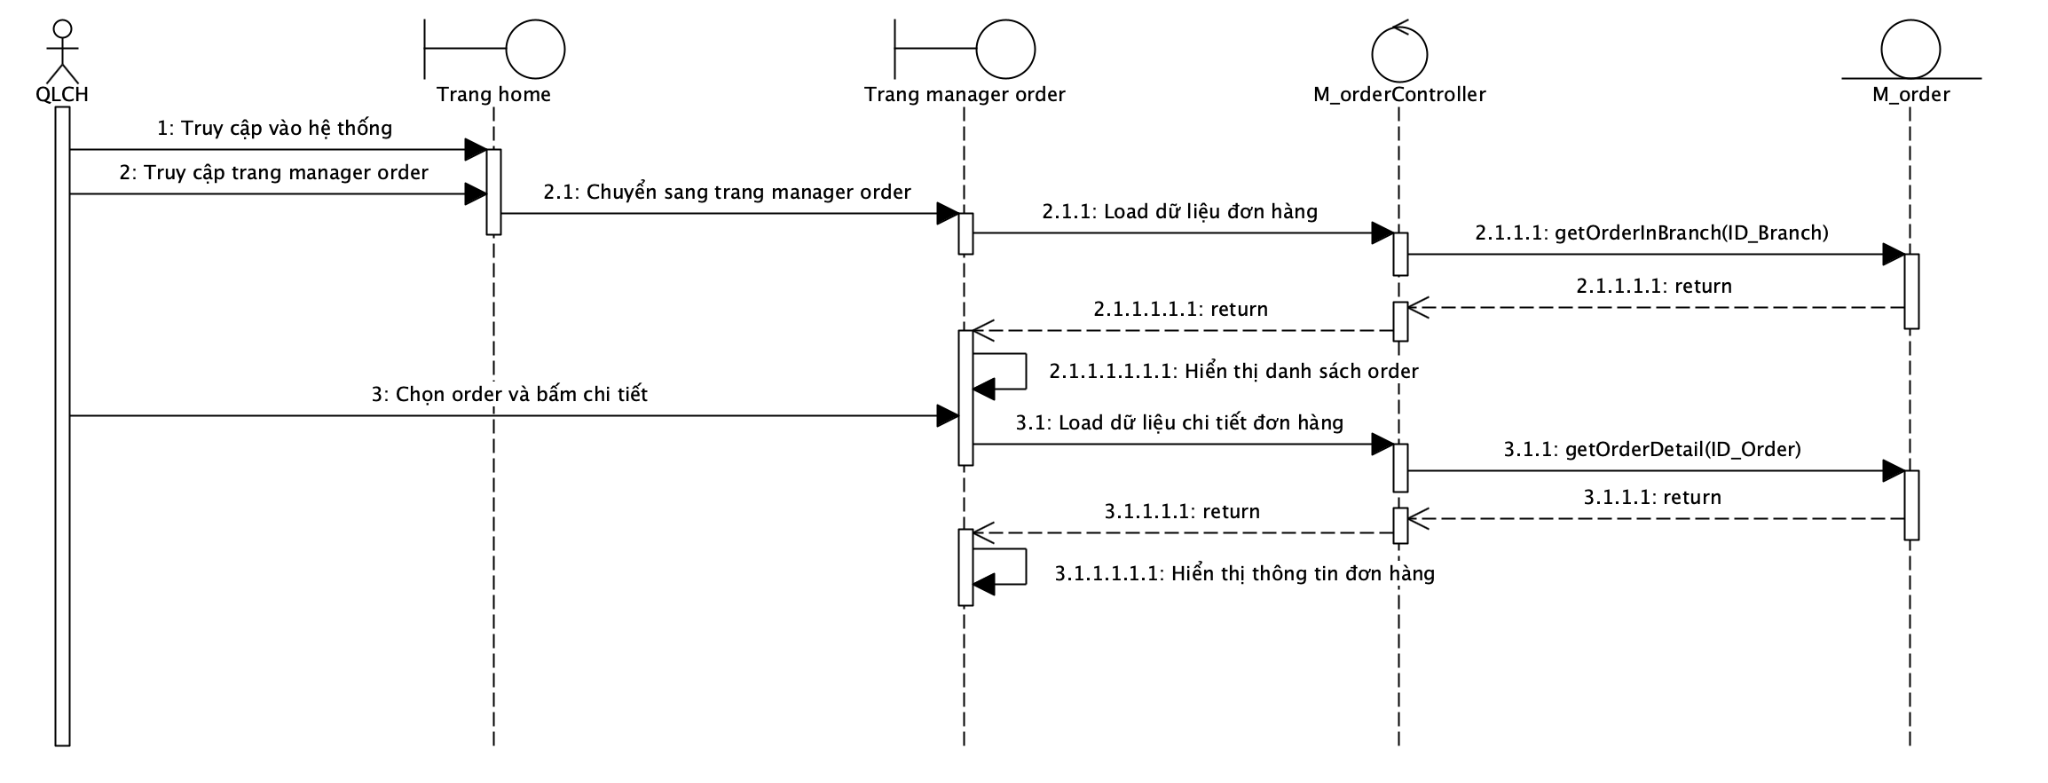 QLCH
Trang home
Trang manager order
M_orderController
M_order
1: Truy cập vào hệ thống
2: Truy cập trang manager order
2.1: Chuyển sang trang manager order
2.1.1: Load dữ liệu đơn hàng
2.1.1.1: getOrderInBranch(ID_Branch)
2.1.1.1.1: return
2.1.1.1.1.1: return
2.1.1.1.1.1.1: Hiển thị danh sách order
3: Chọn order và bấm chi tiết
3.1: Load dữ liệu chi tiết đơn hàng
3.1.1: getOrderDetail(ID_Order)
3.1.1.1: return
3.1.1.1.1: return
3.1.1.1.1.1: Hiển thị thông tin đơn hàng